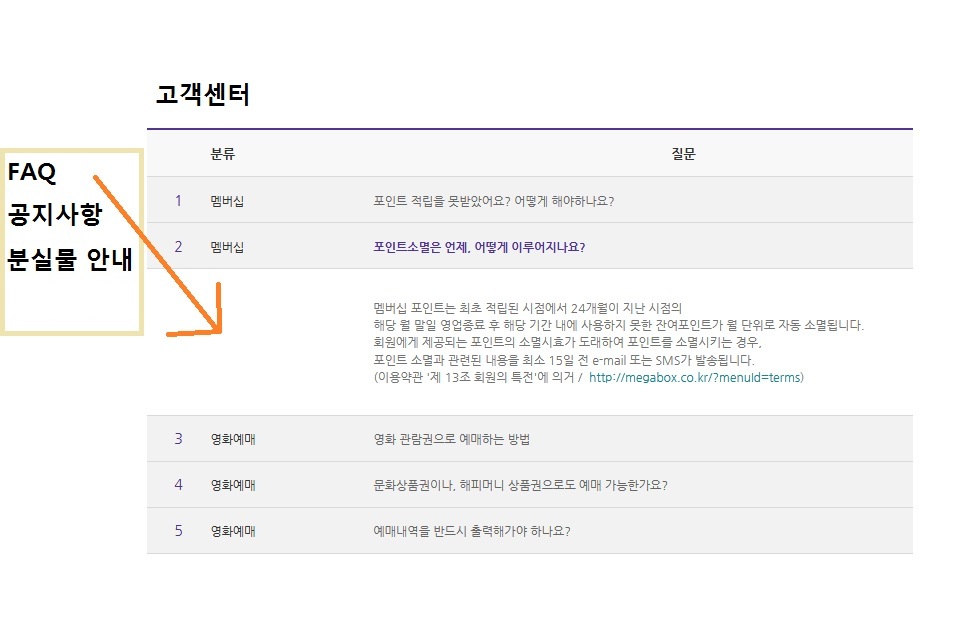 고객센터
FAQ
공지사항
분실물 안내
분류 질문
1 멤버십 포인트 적립을 못받았어요? 어떻게 해야하나요?
2 멤버십 포인트소멸은 언제, 어떻게 이루어지나요?
멤버십 포인트는 최초 적립된 시점에서 24개월이 지난 시점의
해당 월 말일 영업종료 후 해당 기간 내에 사용하지 못한 잔여포인트가 월 단위로 자동 소멸됩니다.
회원에게 제공되는 포인트의 소멸시효가 도래하여 포인트를 소멸시키는 경우,
포인트 소멸과 관련된 내용을 최소 15일 전 e-mail 또는 SMS가 발송됩니다.
(이용약관 '제 13조 회원의 특전'에 의거 / http://megabox.co.kr/?menuId=terms)
3 영화예매 영화 관람권으로 예매하는 방법
4 영화예매 문화상품권이나, 해피머니 상품권으로도 예매 가능한가요?
5 영화예매 예매내역을 반드시 출력해가야 하나요?